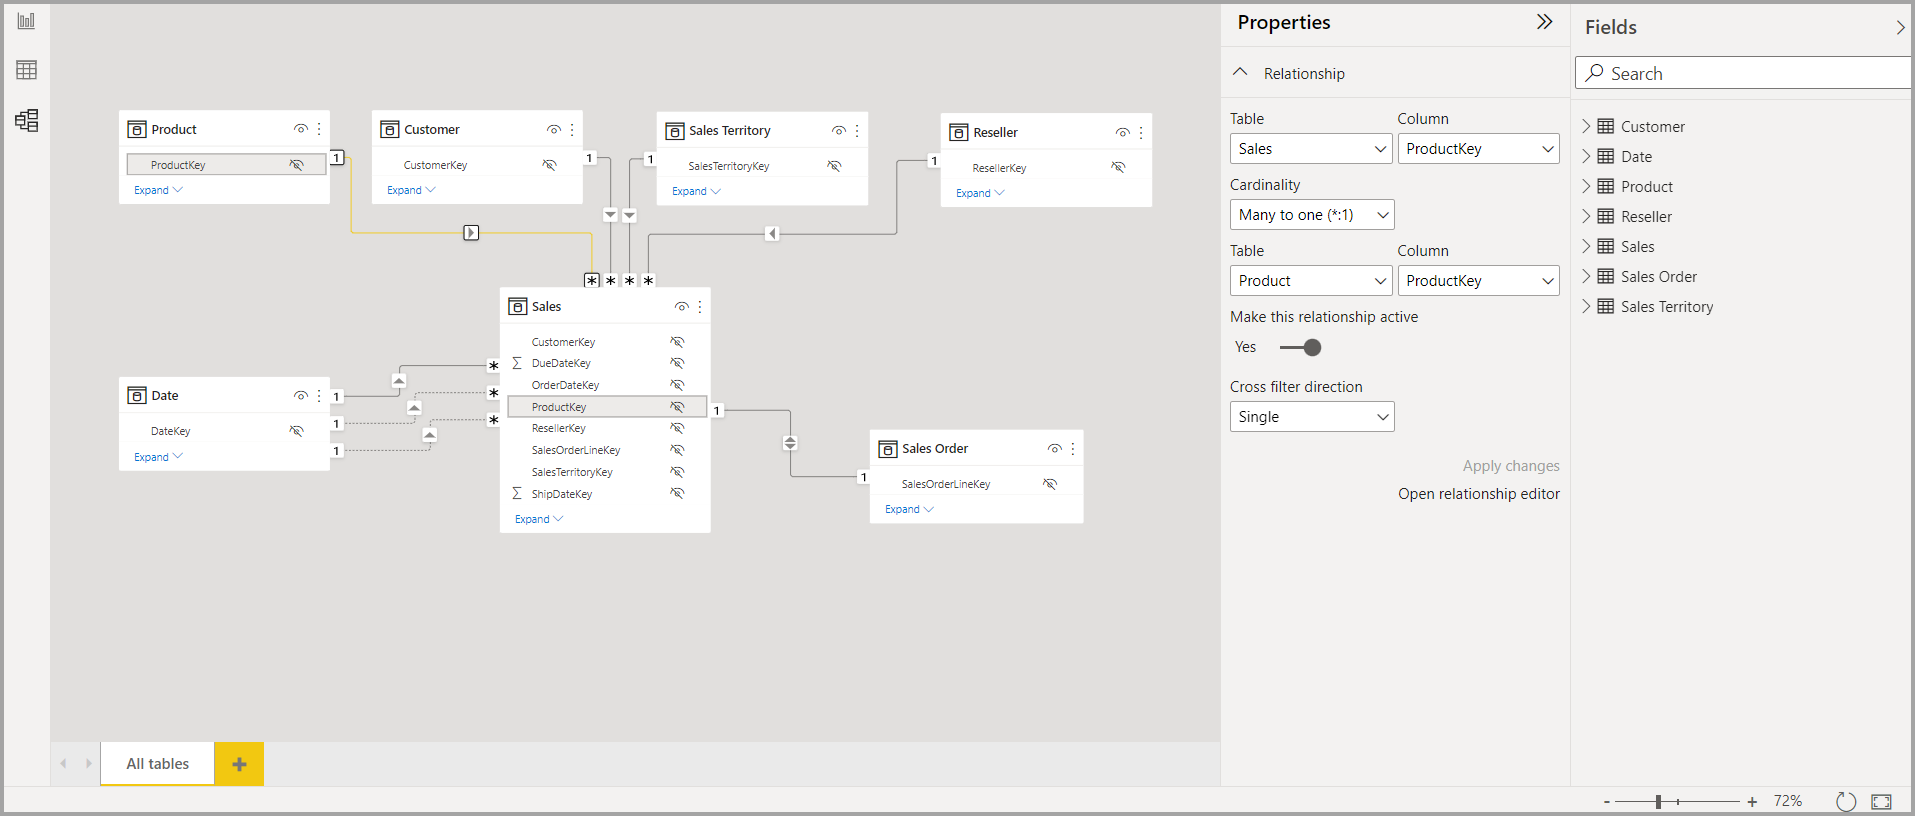 Product
ProductKey
Expand
1
Customer
CustomerKey
Expand
1
Sales Territory
SalesTerritoryKey
Expand
1
Reseller
ResellerKey
Expand
1
* * * *
Sales
CustomerKey
Σ DueDateKey
OrderDateKey
ProductKey
ResellerKey
SalesOrderLineKey
SalesTerritoryKey
Σ ShipDateKey
Expand
*
*
*
1
Date
DateKey
Expand
1
1
1
Sales Order
SalesOrderLineKey
Expand
1
All tables
+
Properties
Relationship
Table Column
Sales ProductKey
Cardinality
Many to one (*:1)
Table Column
Product ProductKey
Make this relationship active
Yes
Cross filter direction
Single
Apply changes
Open relationship editor
Fields
Search
Customer
Date
Product
Reseller
Sales
Sales Order
Sales Territory
- + 72%